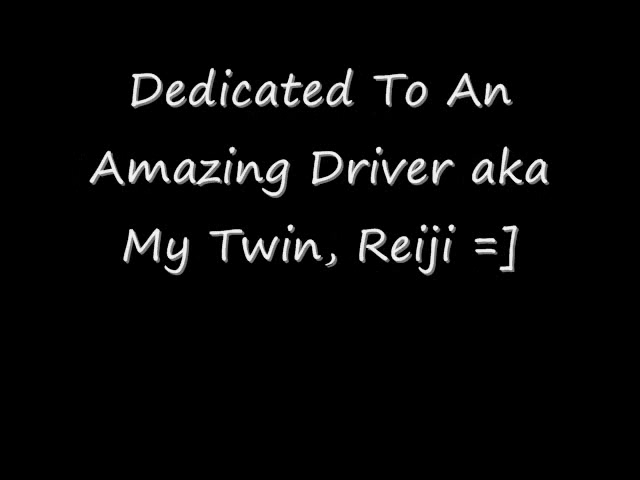 Dedicated To An
Amazing Driver aka
My Twin, Reiji =]